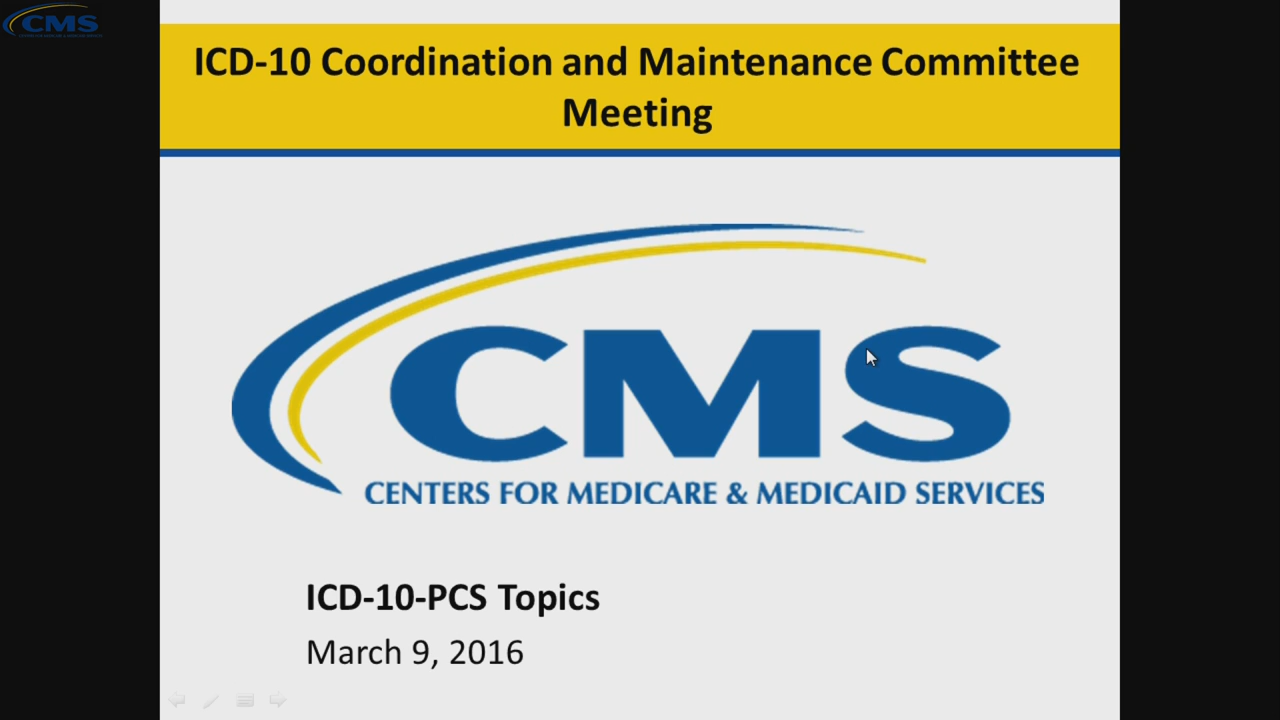 CMS
ICD-10 Coordination and Maintenance Committee
Meeting
CMS
CENTERS FOR MEDICARE & MEDICAID SERVICES
ICD-10-PCS Topics
March 9, 2016